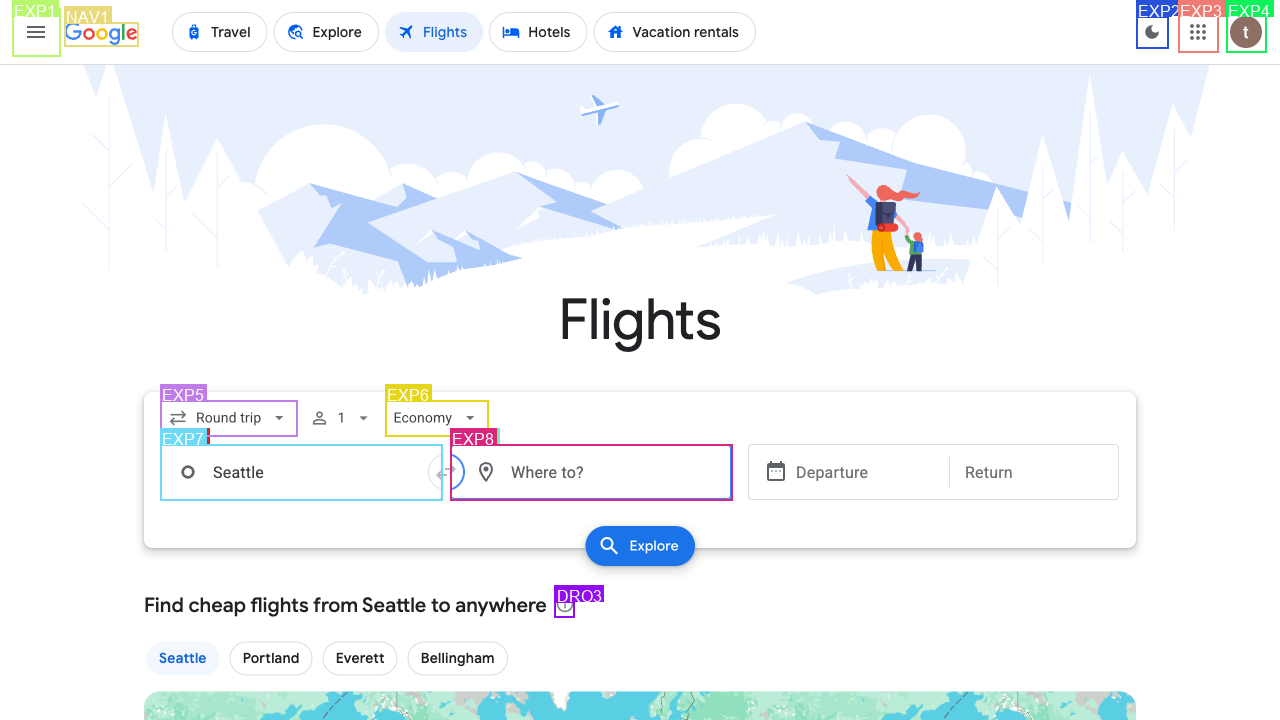 EXP1
NAV1
Google
Travel
Explore
Flights
Hotels
Vacation rentals
EXP2
EXP3
EXP4
t
Flights
EXP5
Round trip
1
EXP6
Economy
EXP7
Seattle
EXP8
Where to?
Departure
Return
Explore
Find cheap flights from Seattle to anywhere
DRO3
Seattle
Portland
Everett
Bellingham